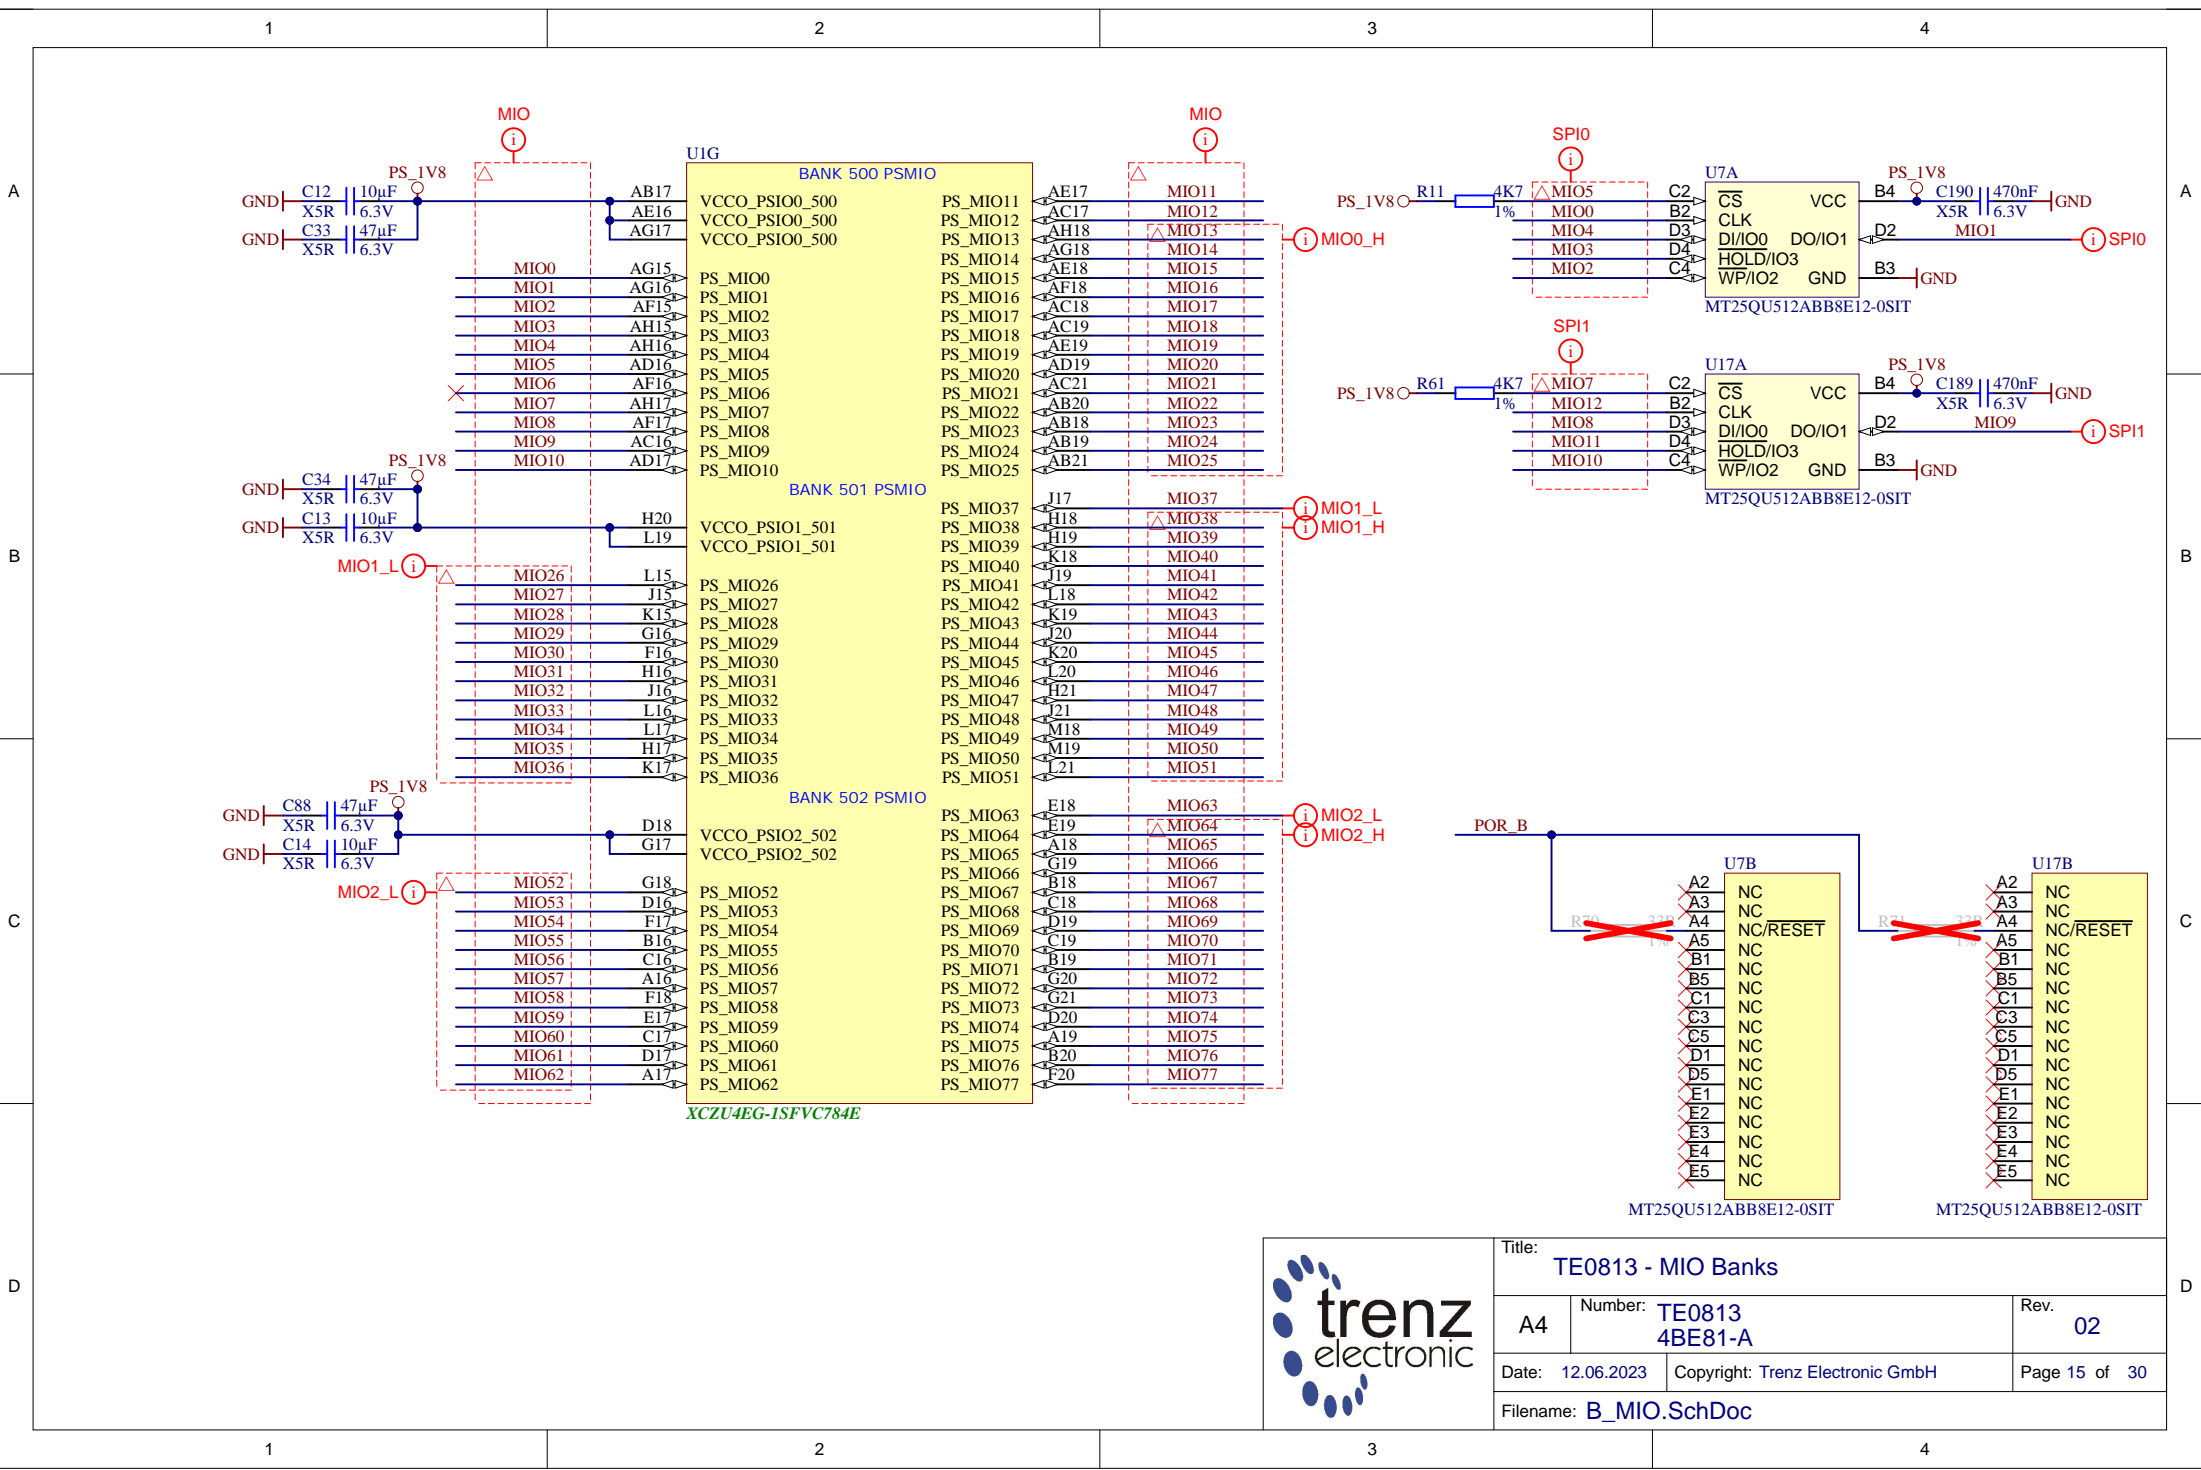 1 2 3 4
A A
B B
C C
D D
MIO
PS_1V8
GND C12 10µF
X5R 6.3V
GND C33 47µF
X5R 6.3V
MIO0 AG15
MIO1 AG16
MIO2 AF15
MIO3 AH15
MIO4 AH16
MIO5 AD16
MIO6 AF16
MIO7 AH17
MIO8 AF17
MIO9 AC16
MIO10 AD17
AB17
AE16
AG17
PS_1V8
GND C34 47µF
X5R 6.3V
GND C13 10µF
X5R 6.3V
H20
L19
MIO1_L
MIO26 L15
MIO27 J15
MIO28 K15
MIO29 G16
MIO30 F16
MIO31 H16
MIO32 J16
MIO33 L16
MIO34 L17
MIO35 H17
MIO36 K17
PS_1V8
GND C88 47µF
X5R 6.3V
GND C14 10µF
X5R 6.3V
D18
G17
MIO2_L
MIO52 G18
MIO53 D16
MIO54 F17
MIO55 B16
MIO56 C16
MIO57 A16
MIO58 F18
MIO59 E17
MIO60 C17
MIO61 D17
MIO62 A17
U1G
BANK 500 PSMIO
VCCO_PSIO0_500 PS_MIO11
VCCO_PSIO0_500 PS_MIO12
VCCO_PSIO0_500 PS_MIO13
PS_MIO14
PS_MIO0 PS_MIO15
PS_MIO1 PS_MIO16
PS_MIO2 PS_MIO17
PS_MIO3 PS_MIO18
PS_MIO4 PS_MIO19
PS_MIO5 PS_MIO20
PS_MIO6 PS_MIO21
PS_MIO7 PS_MIO22
PS_MIO8 PS_MIO23
PS_MIO9 PS_MIO24
PS_MIO10 PS_MIO25
BANK 501 PSMIO
PS_MIO37
VCCO_PSIO1_501 PS_MIO38
VCCO_PSIO1_501 PS_MIO39
PS_MIO40
PS_MIO26 PS_MIO41
PS_MIO27 PS_MIO42
PS_MIO28 PS_MIO43
PS_MIO29 PS_MIO44
PS_MIO30 PS_MIO45
PS_MIO31 PS_MIO46
PS_MIO32 PS_MIO47
PS_MIO33 PS_MIO48
PS_MIO34 PS_MIO49
PS_MIO35 PS_MIO50
PS_MIO36 PS_MIO51
BANK 502 PSMIO
PS_MIO63
VCCO_PSIO2_502 PS_MIO64
VCCO_PSIO2_502 PS_MIO65
PS_MIO66
PS_MIO52 PS_MIO67
PS_MIO53 PS_MIO68
PS_MIO54 PS_MIO69
PS_MIO55 PS_MIO70
PS_MIO56 PS_MIO71
PS_MIO57 PS_MIO72
PS_MIO58 PS_MIO73
PS_MIO59 PS_MIO74
PS_MIO60 PS_MIO75
PS_MIO61 PS_MIO76
PS_MIO62 PS_MIO77
XCZU4EG-1SFVC784E
MIO
AE17 MIO11
AC17 MIO12
AH18 MIO13
AG18 MIO14
AE18 MIO15
AF18 MIO16
AC18 MIO17
AC19 MIO18
AE19 MIO19
AD19 MIO20
AC21 MIO21
AB20 MIO22
AB18 MIO23
AB19 MIO24
AB21 MIO25
MIO0_H
J17 MIO37
H18 MIO38
H19 MIO39
K18 MIO40
J19 MIO41
L18 MIO42
K19 MIO43
J20 MIO44
K20 MIO45
L20 MIO46
H21 MIO47
J21 MIO48
M18 MIO49
M19 MIO50
L21 MIO51
MIO1_L
MIO1_H
E18 MIO63
E19 MIO64
A18 MIO65
G19 MIO66
B18 MIO67
C18 MIO68
D19 MIO69
C19 MIO70
B19 MIO71
G20 MIO72
G21 MIO73
D20 MIO74
A19 MIO75
B20 MIO76
F20 MIO77
MIO2_L
MIO2_H
SPI0
PS_1V8 R11 4K7
1%
MIO5 C2
MIO0 B2
MIO4 D3
MIO3 D4
MIO2 C4
U7A
CS VCC
CLK
DI/IO0 DO/IO1
HOLD/IO3
WP/IO2 GND
MT25QU512ABB8E12-0SIT
PS_1V8
B4 C190 470nF GND
X5R 6.3V
D2 MIO1 SPI0
B3 GND
SPI1
PS_1V8 R61 4K7
1%
MIO7 C2
MIO12 B2
MIO8 D3
MIO11 D4
MIO10 C4
U17A
CS VCC
CLK
DI/IO0 DO/IO1
HOLD/IO3
WP/IO2 GND
MT25QU512ABB8E12-0SIT
PS_1V8
B4 C189 470nF GND
X5R 6.3V
D2 MIO9 SPI1
B3 GND
POR_B
U7B
A2 NC
A3 NC
A4 NC/RESET
A5 NC
B1 NC
B5 NC
C1 NC
C3 NC
C5 NC
D1 NC
D5 NC
E1 NC
E2 NC
E3 NC
E4 NC
E5 NC
MT25QU512ABB8E12-0SIT
U17B
A2 NC
A3 NC
A4 NC/RESET
A5 NC
B1 NC
B5 NC
C1 NC
C3 NC
C5 NC
D1 NC
D5 NC
E1 NC
E2 NC
E3 NC
E4 NC
E5 NC
MT25QU512ABB8E12-0SIT
trenz
electronic
Title:
TE0813 - MIO Banks
A4
Number: TE0813
4BE81-A
Rev.
02
Date: 12.06.2023
Copyright: Trenz Electronic GmbH
Page 15 of 30
Filename: B_MIO.SchDoc
1 2 3 4